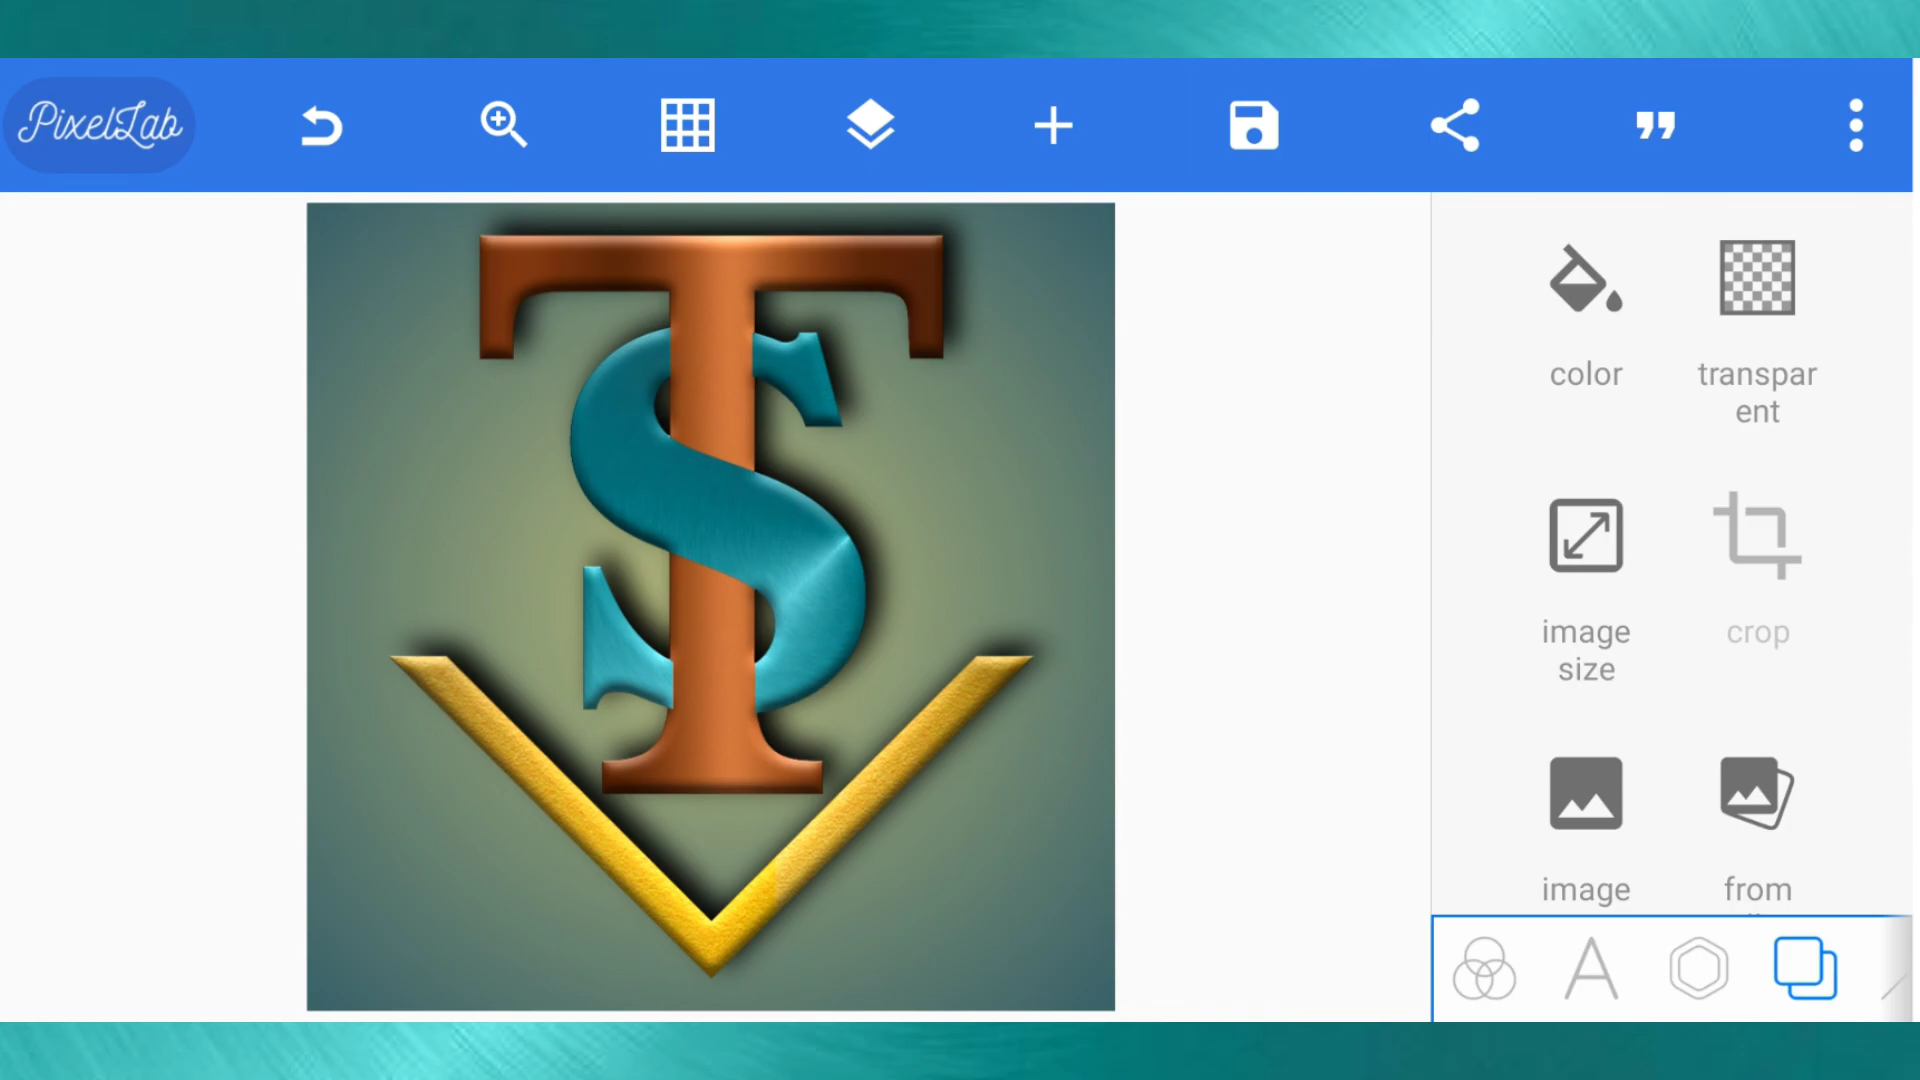 PixelLab
T
S
color
transpar
ent
image
size
crop
image
from